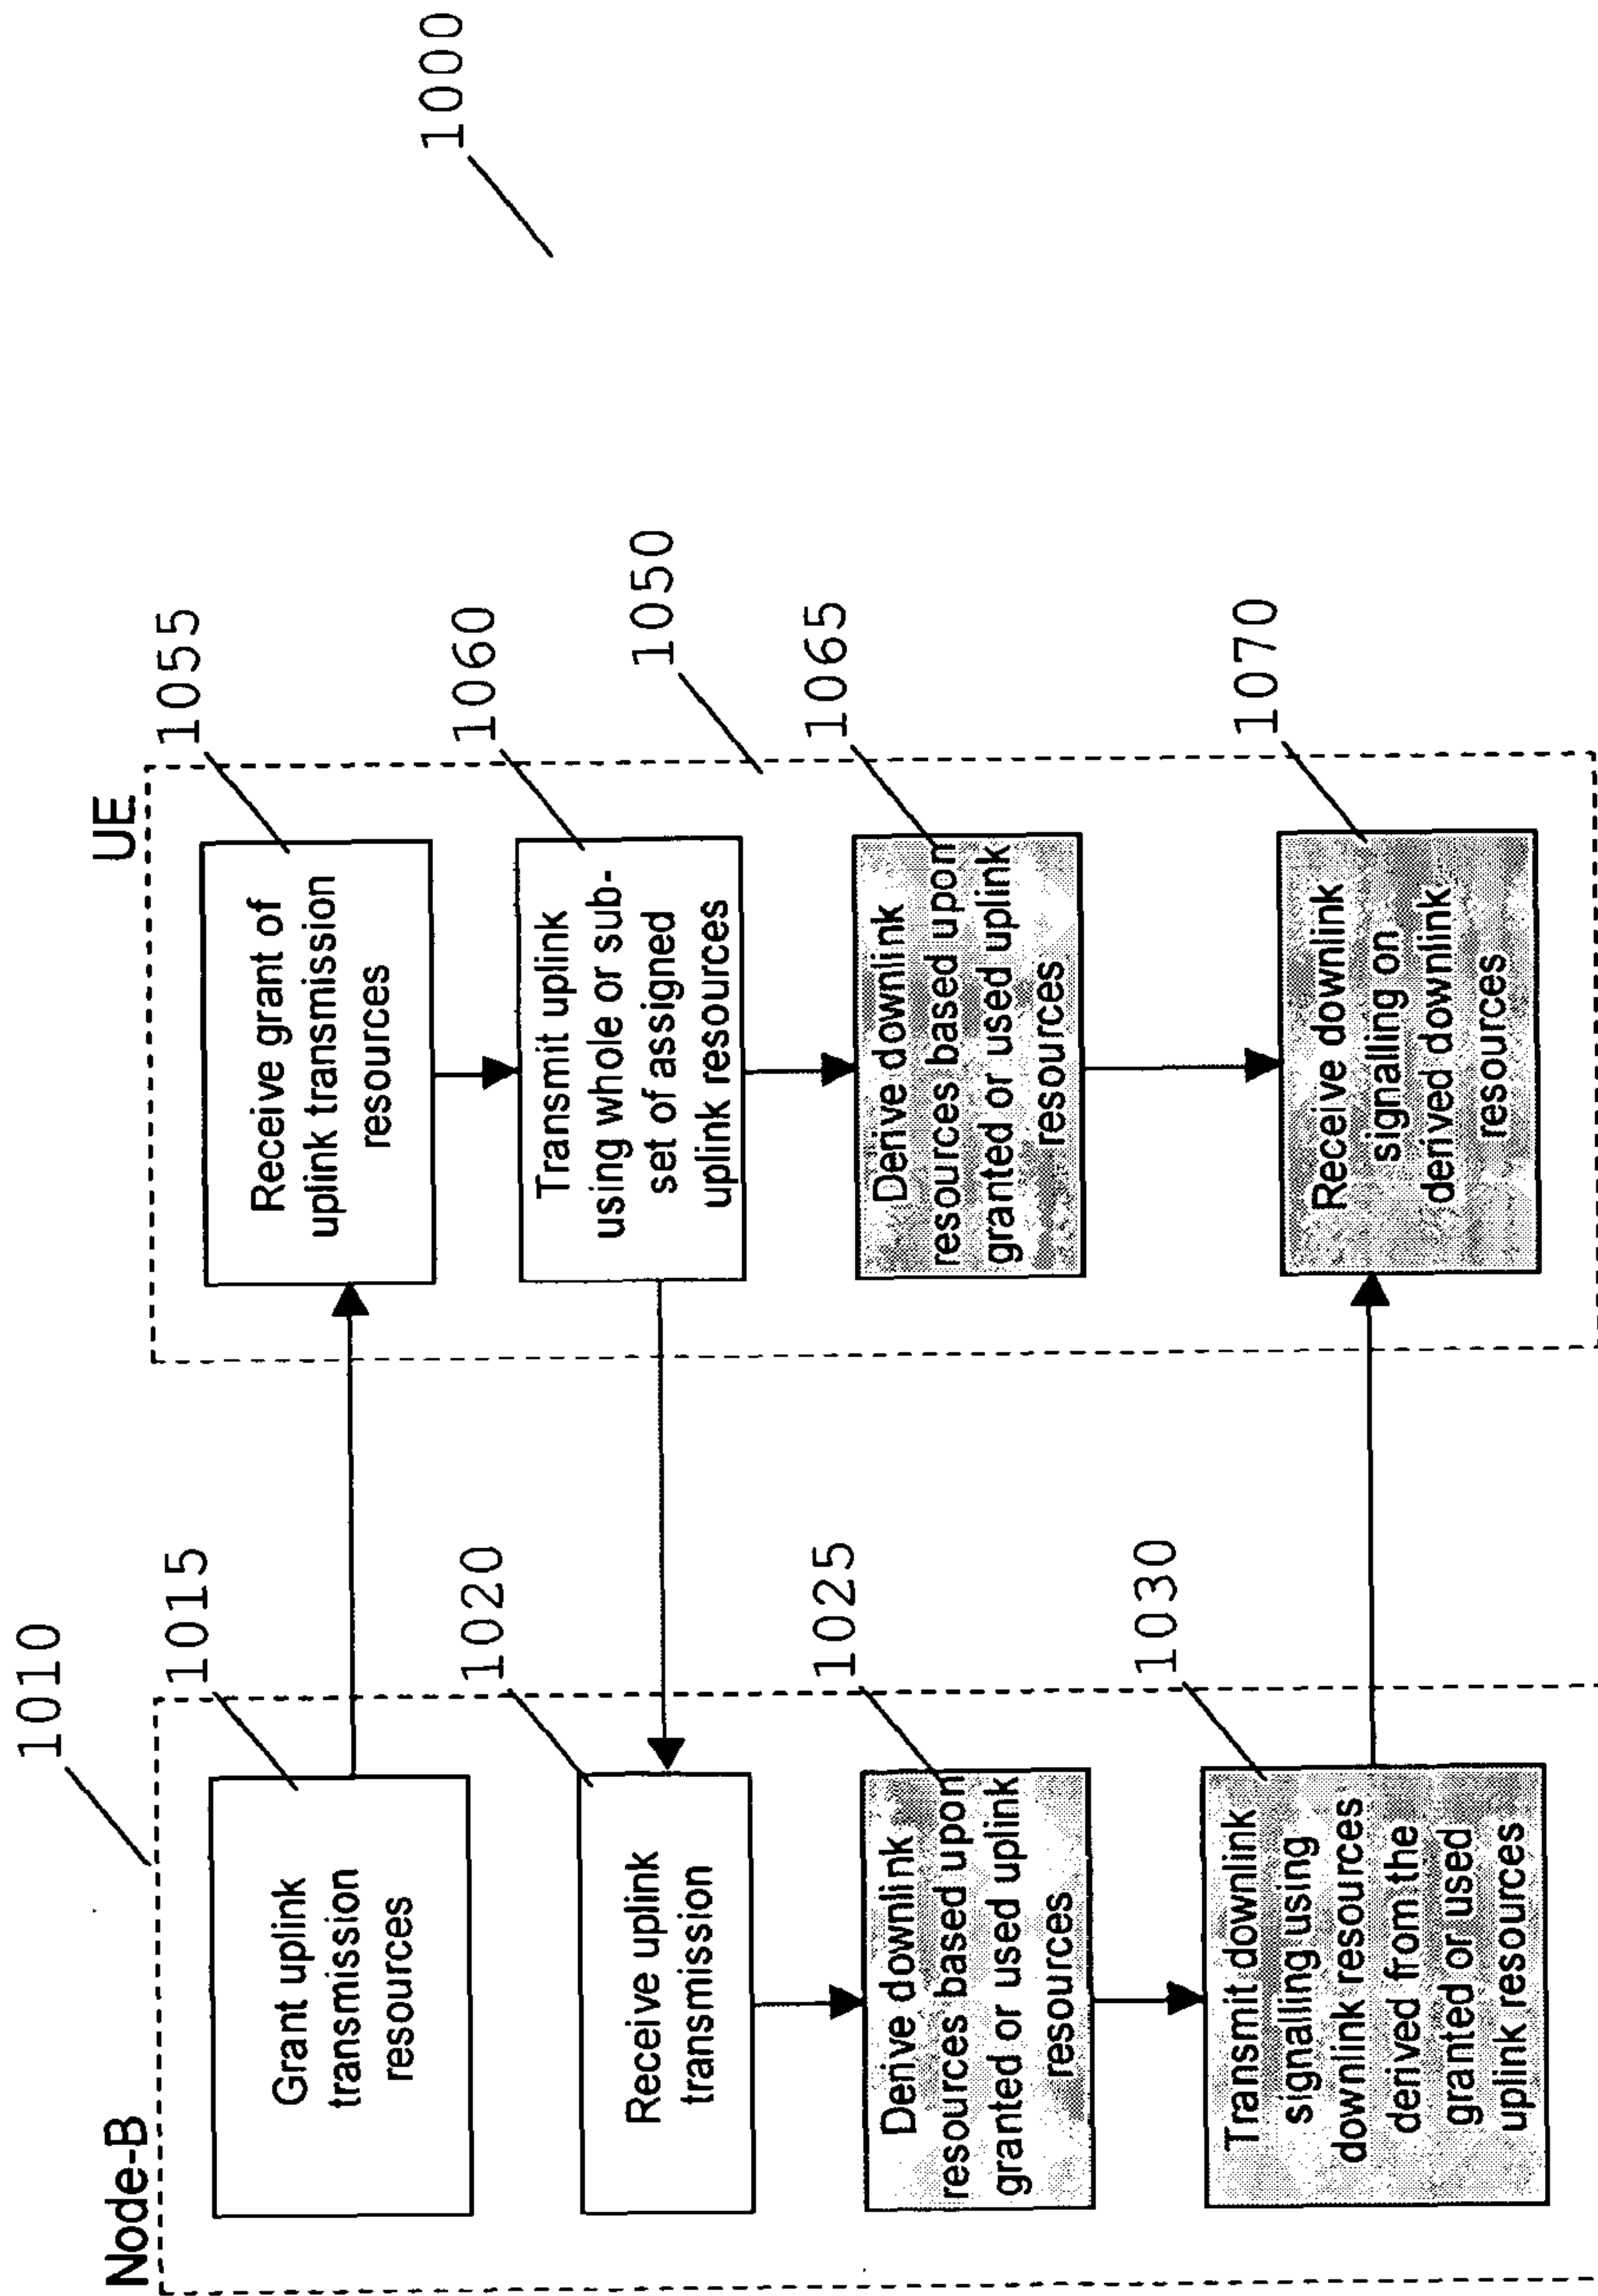 1000
Node-B
1010
UE
1050
1015
Grant uplink
transmission
resources
1055
Receive grant of
uplink transmission
resources
1020
Receive uplink
transmission
1060
Transmit uplink
using whole or sub-
set of assigned
uplink resources
1025
Derive downlink
resources based upon
granted or used uplink
resources
1065
Derive downlink
resources based upon
granted or used uplink
resources
1030
Transmit downlink
signalling using
downlink resources
derived from the
granted or used
uplink resources
1070
Receive downlink
signalling on
derived downlink
resources